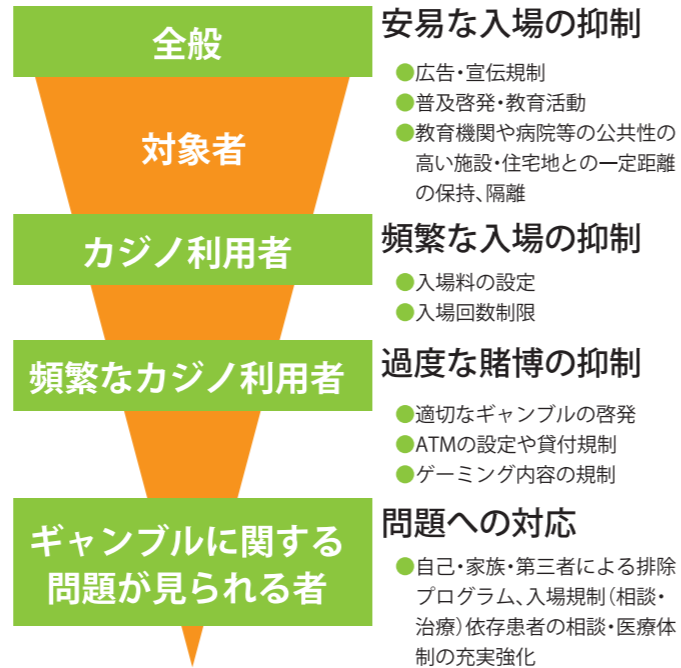 全般
安易な入場の抑制
●広告・宣伝規制
●普及啓発・教育活動
●教育機関や病院等の公共性の
高い施設・住宅地との一定距離
の保持、隔離
対象者
カジノ利用者
頻繁な入場の抑制
●入場料の設定
●入場回数制限
頻繁なカジノ利用者
過度な賭博の抑制
●適切なギャンブルの啓発
●ATMの設定や貸付規制
●ゲーミング内容の規制
ギャンブルに関する
問題が見られる者
問題への対応
●自己・家族・第三者による排除
プログラム、入場規制(相談・
治療)依存患者の相談・医療体
制の充実強化